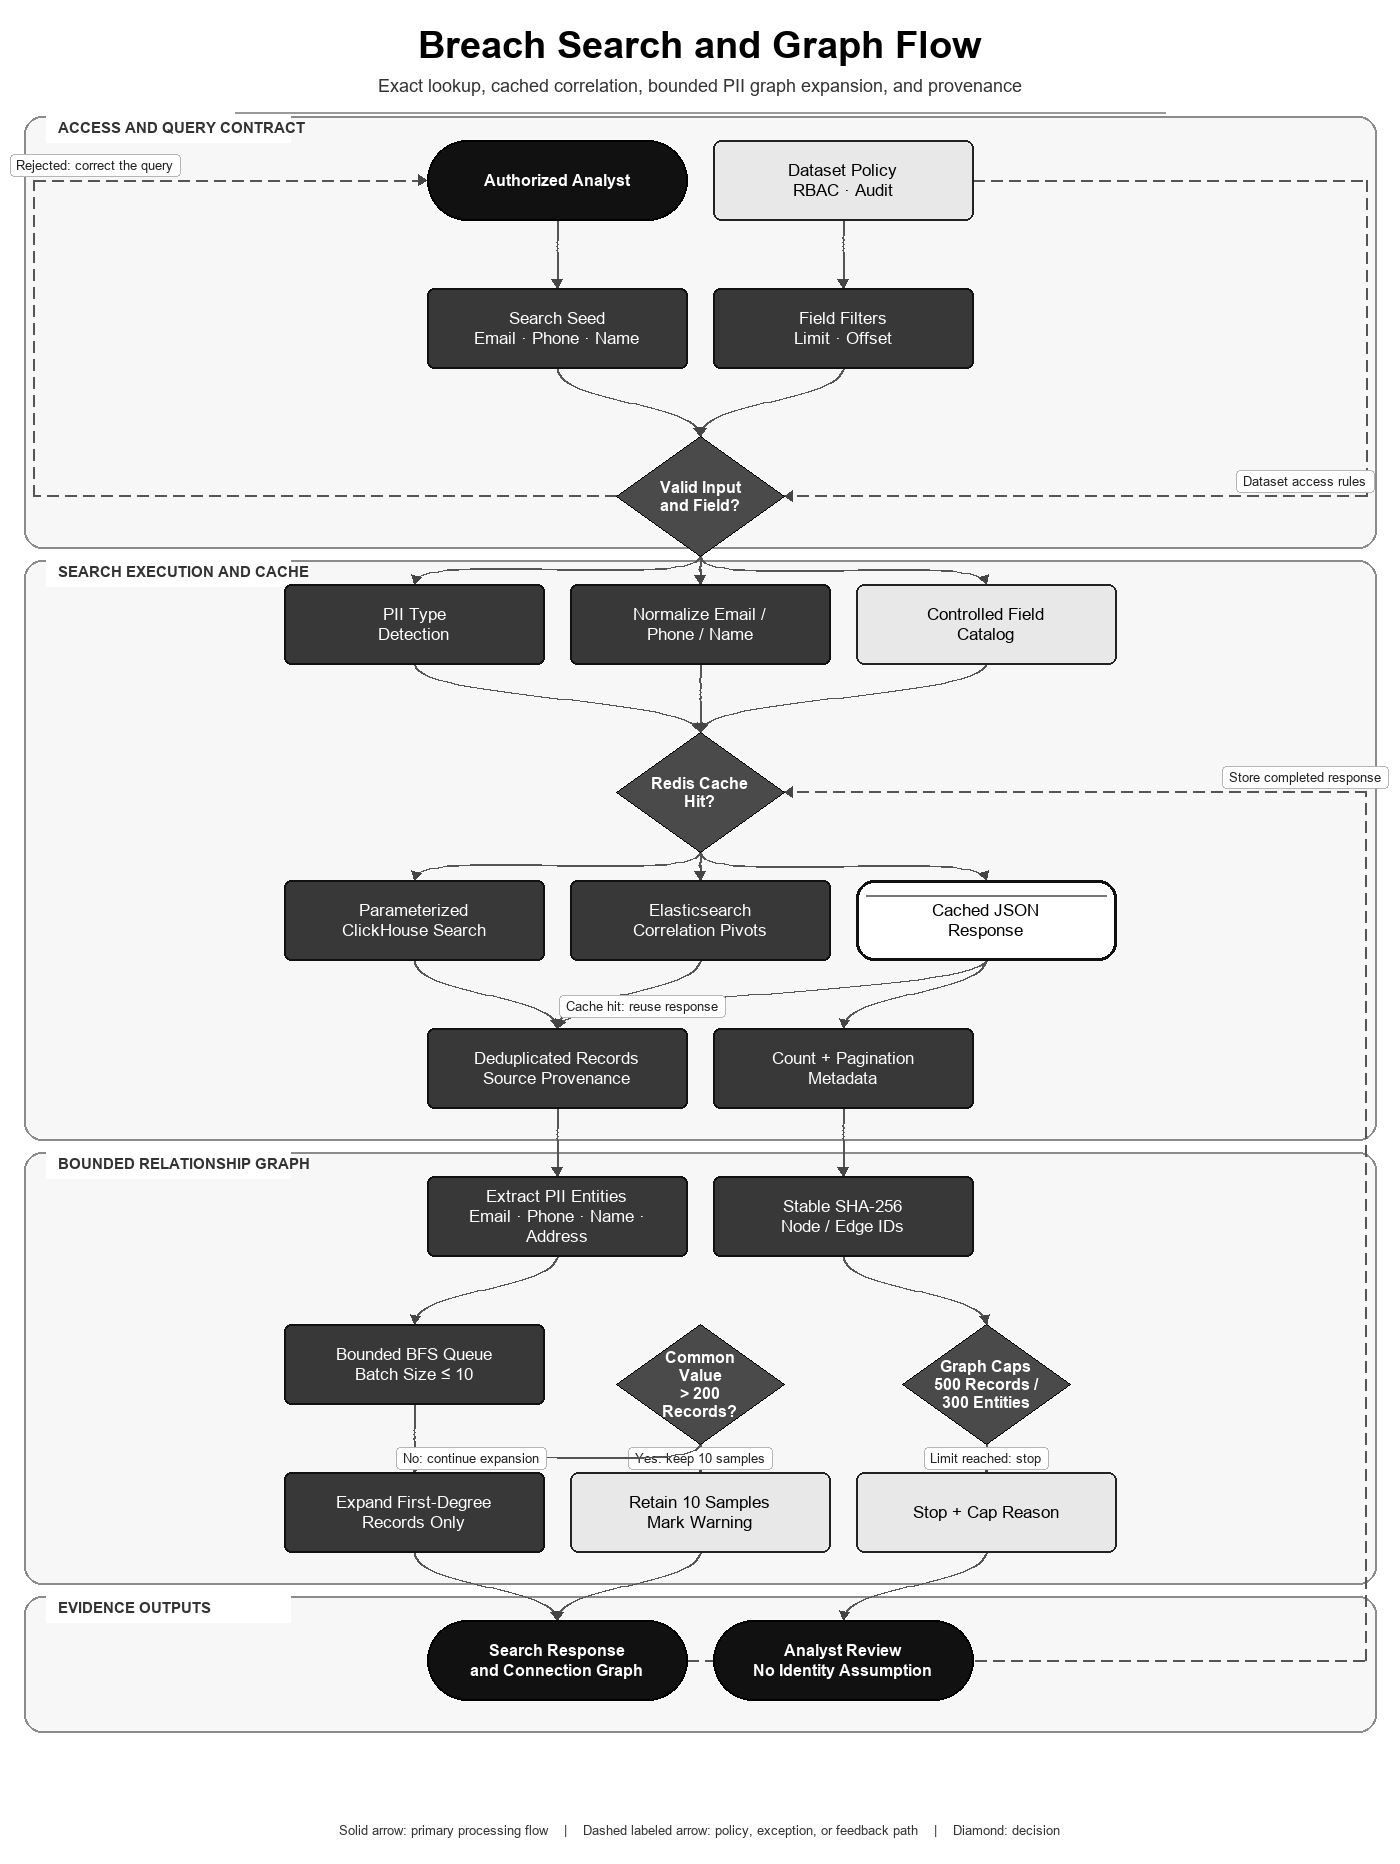 Breach Search and Graph Flow
Exact lookup, cached correlation, bounded PII graph expansion, and provenance
ACCESS AND QUERY CONTRACT
Rejected: correct the query
Authorized Analyst
Dataset Policy
RBAC · Audit
Search Seed
Email · Phone · Name
Field Filters
Limit · Offset
Valid Input
and Field?
Dataset access rules
SEARCH EXECUTION AND CACHE
PII Type
Detection
Normalize Email /
Phone / Name
Controlled Field
Catalog
Redis Cache
Hit?
Store completed response
Parameterized
ClickHouse Search
Elasticsearch
Correlation Pivots
Cached JSON
Response
Cache hit: reuse response
Deduplicated Records
Source Provenance
Count + Pagination
Metadata
BOUNDED RELATIONSHIP GRAPH
Extract PII Entities
Email · Phone · Name ·
Address
Stable SHA-256
Node / Edge IDs
Bounded BFS Queue
Batch Size ≤ 10
Common
Value
> 200
Records?
Graph Caps
500 Records /
300 Entities
No: continue expansion
Yes: keep 10 samples
Limit reached: stop
Expand First-Degree
Records Only
Retain 10 Samples
Mark Warning
Stop + Cap Reason
EVIDENCE OUTPUTS
Search Response
and Connection Graph
Analyst Review
No Identity Assumption
Solid arrow: primary processing flow | Dashed labeled arrow: policy, exception, or feedback path | Diamond: decision